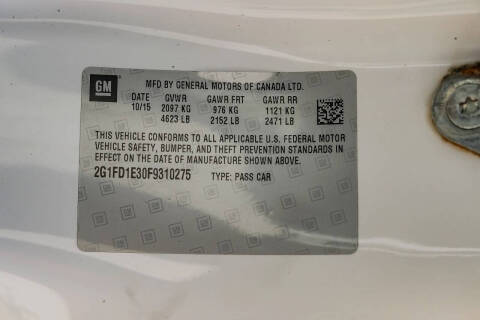 GM
MFD BY GENERAL MOTORS OF CANADA LTD.
DATE GVWR GAWR FRT GAWR RR
10/15 2097 KG 976 KG 1121 KG
4623 LB 2152 LB 2471 LB
THIS VEHICLE CONFORMS TO ALL APPLICABLE U.S. FEDERAL MOTOR
VEHICLE SAFETY, BUMPER, AND THEFT PREVENTION STANDARDS IN
EFFECT ON THE DATE OF MANUFACTURE SHOWN ABOVE.
2G1FD1E30F9310275 TYPE: PASS CAR